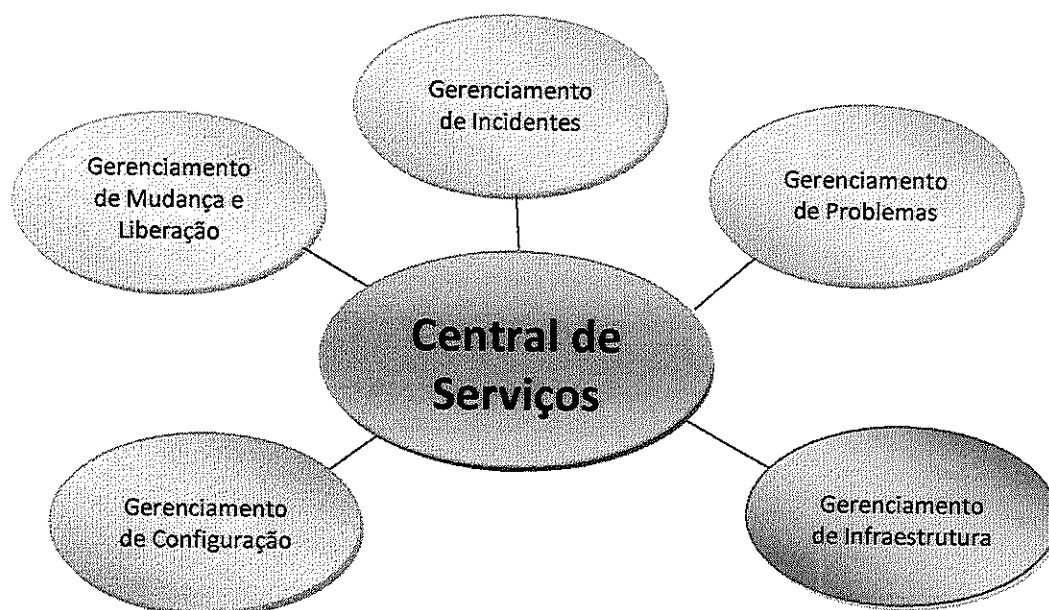 Gerenciamento
de Incidentes
Gerenciamento
de Mudança e
Liberação
Gerenciamento
de Problemas
Central de
Serviços
Gerenciamento
de Configuração
Gerenciamento
de Infraestrutura